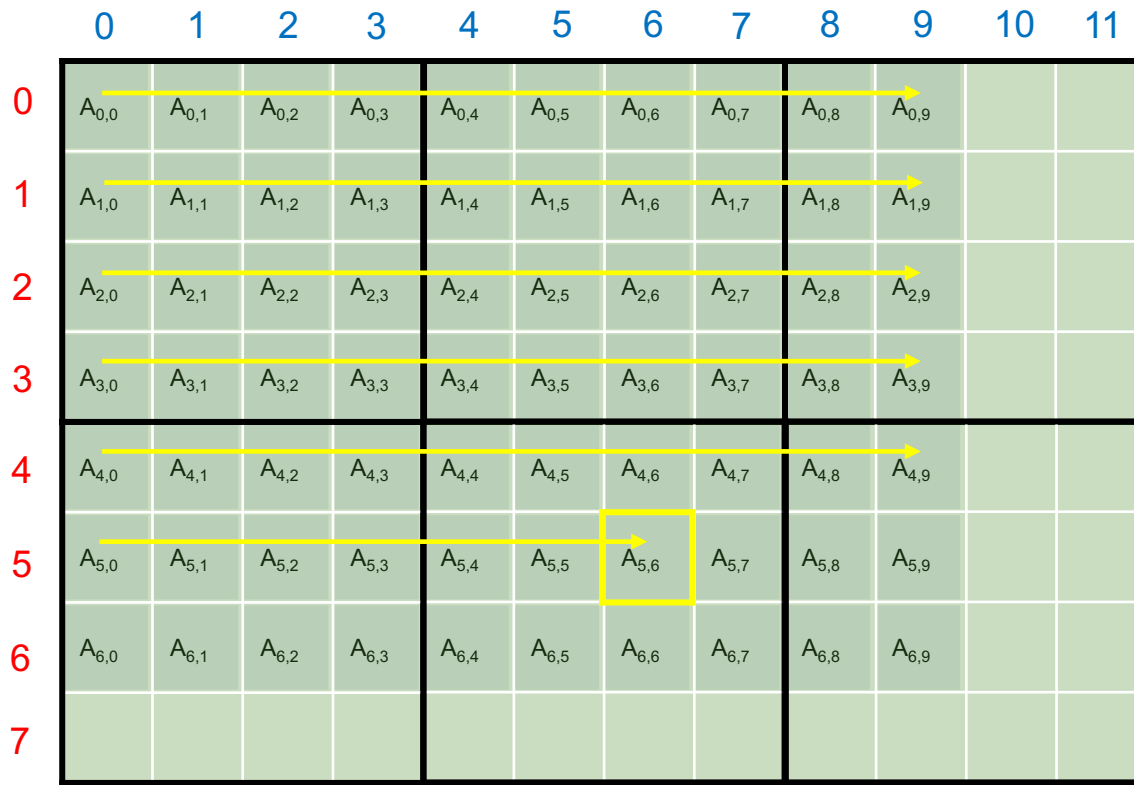 0 1 2 3 4 5 6 7 8 9 10 11
0 A0,0 A0,1 A0,2 A0,3 A0,4 A0,5 A0,6 A0,7 A0,8 A0,9
1 A1,0 A1,1 A1,2 A1,3 A1,4 A1,5 A1,6 A1,7 A1,8 A1,9
2 A2,0 A2,1 A2,2 A2,3 A2,4 A2,5 A2,6 A2,7 A2,8 A2,9
3 A3,0 A3,1 A3,2 A3,3 A3,4 A3,5 A3,6 A3,7 A3,8 A3,9
4 A4,0 A4,1 A4,2 A4,3 A4,4 A4,5 A4,6 A4,7 A4,8 A4,9
5 A5,0 A5,1 A5,2 A5,3 A5,4 A5,5 A5,6 A5,7 A5,8 A5,9
6 A6,0 A6,1 A6,2 A6,3 A6,4 A6,5 A6,6 A6,7 A6,8 A6,9
7